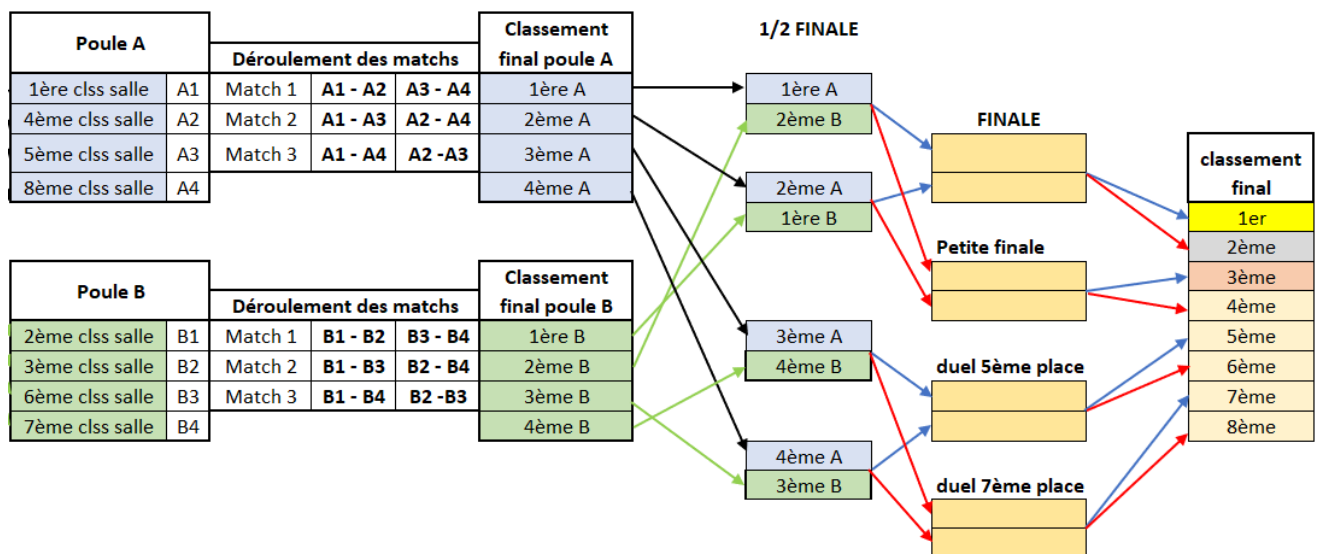 Poule A
Déroulement des matchs
Classement
final poule A
1ère clss salle A1 Match 1 A1 - A2 A3 - A4 1ère A
4ème clss salle A2 Match 2 A1 - A3 A2 - A4 2ème A
5ème clss salle A3 Match 3 A1 - A4 A2 -A3 3ème A
8ème clss salle A4 4ème A
Poule B
Déroulement des matchs
Classement
final poule B
2ème clss salle B1 Match 1 B1 - B2 B3 - B4 1ère B
3ème clss salle B2 Match 2 B1 - B3 B2 - B4 2ème B
6ème clss salle B3 Match 3 B1 - B4 B2 -B3 3ème B
7ème clss salle B4 4ème B
1/2 FINALE
1ère A
2ème B
2ème A
1ère B
3ème A
4ème B
4ème A
3ème B
FINALE
Petite finale
duel 5ème place
duel 7ème place
classement
final
1er
2ème
3ème
4ème
5ème
6ème
7ème
8ème